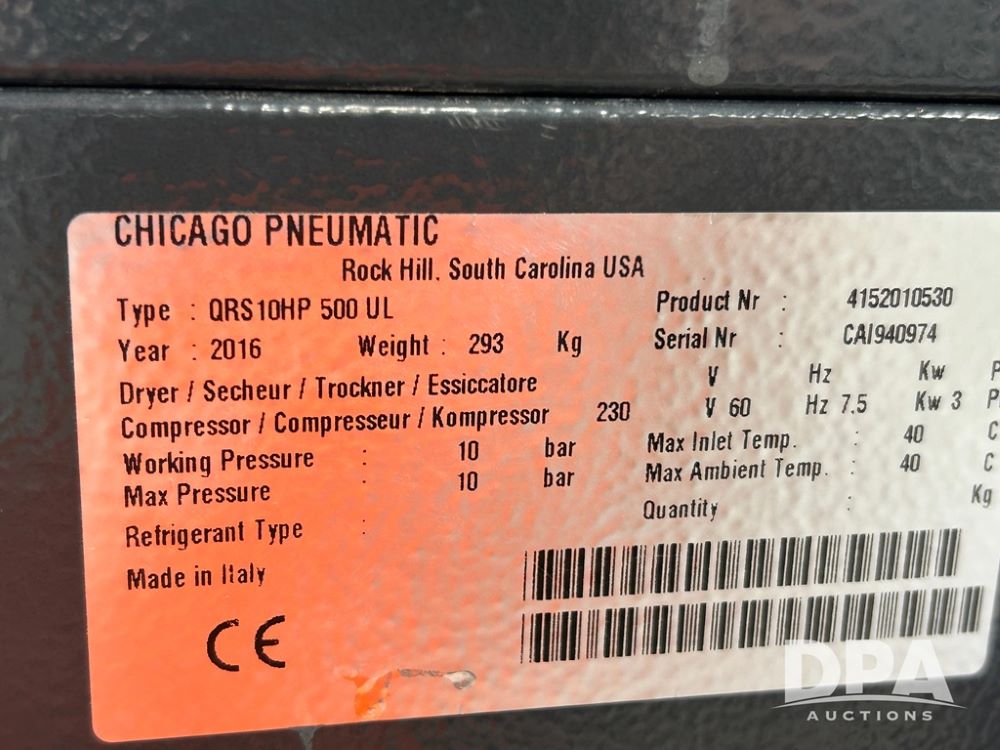 CHICAGO PNEUMATIC
Rock Hill. South Carolina USA
Type : QRS10HP 500 UL Product Nr : 4152010530
Year : 2016 Weight : 293 Kg Serial Nr : CAI940974
Dryer / Secheur / Trockner / Essiccatore V Hz Kw
Compressor / Compresseur / Kompressor 230 V 60 Hz 7.5 Kw 3
Working Pressure : 10 bar Max Inlet Temp. : 40 C
Max Pressure : 10 bar Max Ambient Temp. : 40 C
Refrigerant Type : Quantity : Kg
Made in Italy
CE
DPA
AUCTIONS